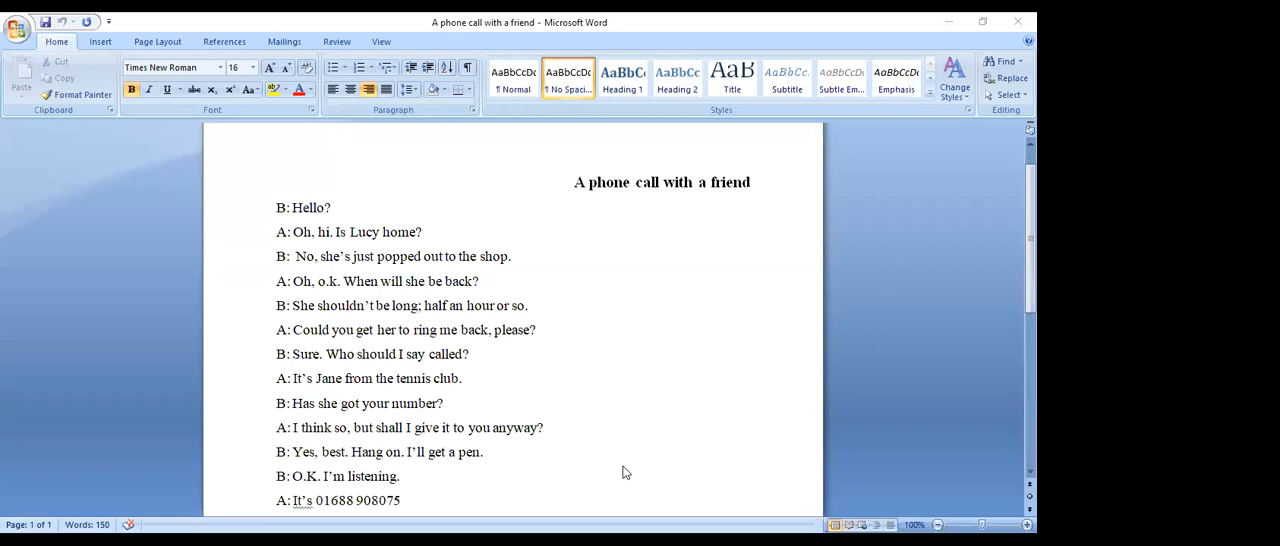 A phone call with a friend - Microsoft Word
Home Insert Page Layout References Mailings Review View
Paste
Cut
Copy
Format Painter
Clipboard
Times New Roman 16
Font
Paragraph
AaBbCcDc AaBbCcDc AaBbC AaBbCc AaB AaBbCcL AaBbCcDc AaBbCcDc
¶ Normal ¶ No Spaci... Heading 1 Heading 2 Title Subtitle Subtle Em... Emphasis
Change Styles
Styles
Find
Replace
Select
Editing
A phone call with a friend
B: Hello?
A: Oh, hi. Is Lucy home?
B: No, she's just popped out to the shop.
A: Oh, o.k. When will she be back?
B: She shouldn't be long; half an hour or so.
A: Could you get her to ring me back, please?
B: Sure. Who should I say called?
A: It's Jane from the tennis club.
B: Has she got your number?
A: I think so, but shall I give it to you anyway?
B: Yes, best. Hang on. I'll get a pen.
B: O.K. I'm listening.
A: It's 01688 908075
Page: 1 of 1 Words: 150 100%